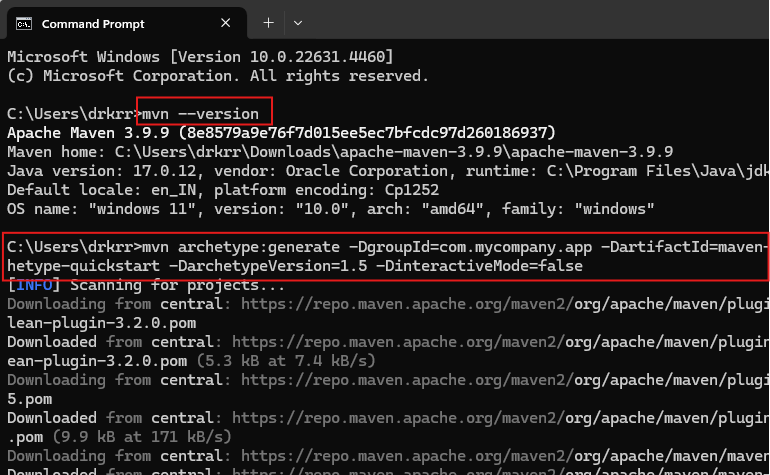 Command Prompt
Microsoft Windows [Version 10.0.22631.4460]
(c) Microsoft Corporation. All rights reserved.
C:\Users\drkrr>mvn --version
Apache Maven 3.9.9 (8e8579a9e76f7d015ee5ec7bfcdc97d260186937)
Maven home: C:\Users\drkrr\Downloads\apache-maven-3.9.9\apache-maven-3.9.9
Java version: 17.0.12, vendor: Oracle Corporation, runtime: C:\Program Files\Java\jdk
Default locale: en_IN, platform encoding: Cp1252
OS name: "windows 11", version: "10.0", arch: "amd64", family: "windows"
C:\Users\drkrr>mvn archetype:generate -DgroupId=com.mycompany.app -DartifactId=maven-
hetype-quickstart -DarchetypeVersion=1.5 -DinteractiveMode=false
[INFO] Scanning for projects...
Downloading from central: https://repo.maven.apache.org/maven2/org/apache/maven/plugi
lean-plugin-3.2.0.pom
Downloaded from central: https://repo.maven.apache.org/maven2/org/apache/maven/plugin
ean-plugin-3.2.0.pom (5.3 kB at 7.4 kB/s)
Downloading from central: https://repo.maven.apache.org/maven2/org/apache/maven/plugi
5.pom
Downloaded from central: https://repo.maven.apache.org/maven2/org/apache/maven/plugin
.pom (9.9 kB at 171 kB/s)
Downloading from central: https://repo.maven.apache.org/maven2/org/apache/maven/maven
Downloaded from central: https://repo.maven.apache.org/maven2/org/apache/maven/maven-